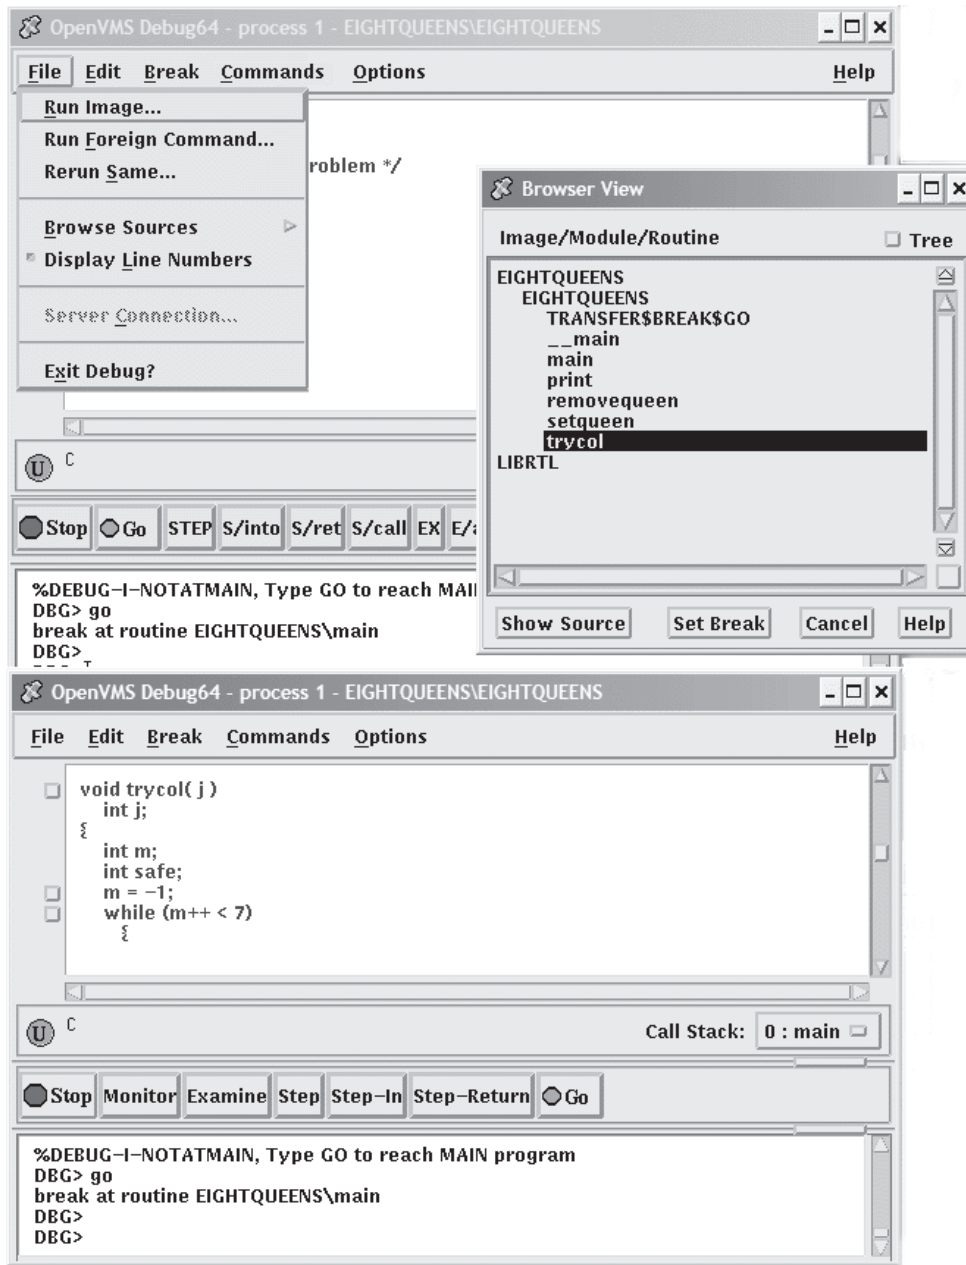 OpenVMS Debug64 - process 1 - EIGHTQUEENS\EIGHTQUEENS
File Edit Break Commands Options Help
Run Image...
Run Foreign Command...
Rerun Same...
Browse Sources
Display Line Numbers
Server Connection...
Exit Debug?
roblem */
U C
Stop Go STEP S/into S/ret S/call EX E/
%DEBUG-I-NOTATMAIN, Type GO to reach MAI
DBG> go
break at routine EIGHTQUEENS\main
DBG>
Browser View
Image/Module/Routine Tree
EIGHTQUEENS
EIGHTQUEENS
TRANSFER$BREAK$GO
__main
main
print
removequeen
setqueen
trycol
LIBRTL
Show Source Set Break Cancel Help
OpenVMS Debug64 - process 1 - EIGHTQUEENS\EIGHTQUEENS
File Edit Break Commands Options Help
void trycol( j )
int j;
{
int m;
int safe;
m = -1;
while (m++ < 7)
{
U C Call Stack: 0 : main
Stop Monitor Examine Step Step-In Step-Return Go
%DEBUG-I-NOTATMAIN, Type GO to reach MAIN program
DBG> go
break at routine EIGHTQUEENS\main
DBG>
DBG>